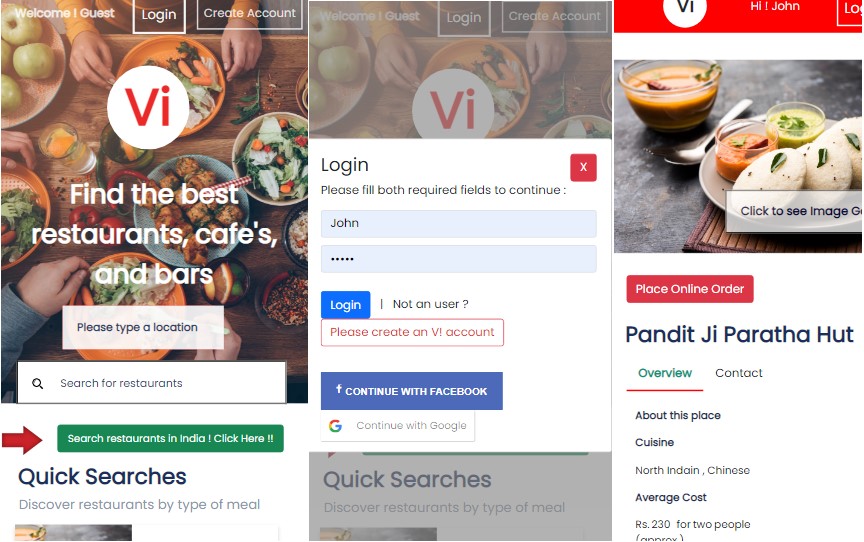 Welcome ! Guest
Login
Create Account
Vi
Find the best
restaurants, cafe's,
and bars
Please type a location
Search for restaurants
Search restaurants in India ! Click Here !!
Quick Searches
Discover restaurants by type of meal
Welcome ! Guest
Login
Create Account
Vi
Login
X
Please fill both required fields to continue :
John
•••••
Login | Not an user ?
Please create an V! account
f CONTINUE WITH FACEBOOK
G Continue with Google
Quick Searches
Discover restaurants by type of meal
Vi
Hi ! John
Lo
Click to see Image Ga
Place Online Order
Pandit Ji Paratha Hut
Overview
Contact
About this place
Cuisine
North Indain , Chinese
Average Cost
Rs. 230 for two people
(approx.)